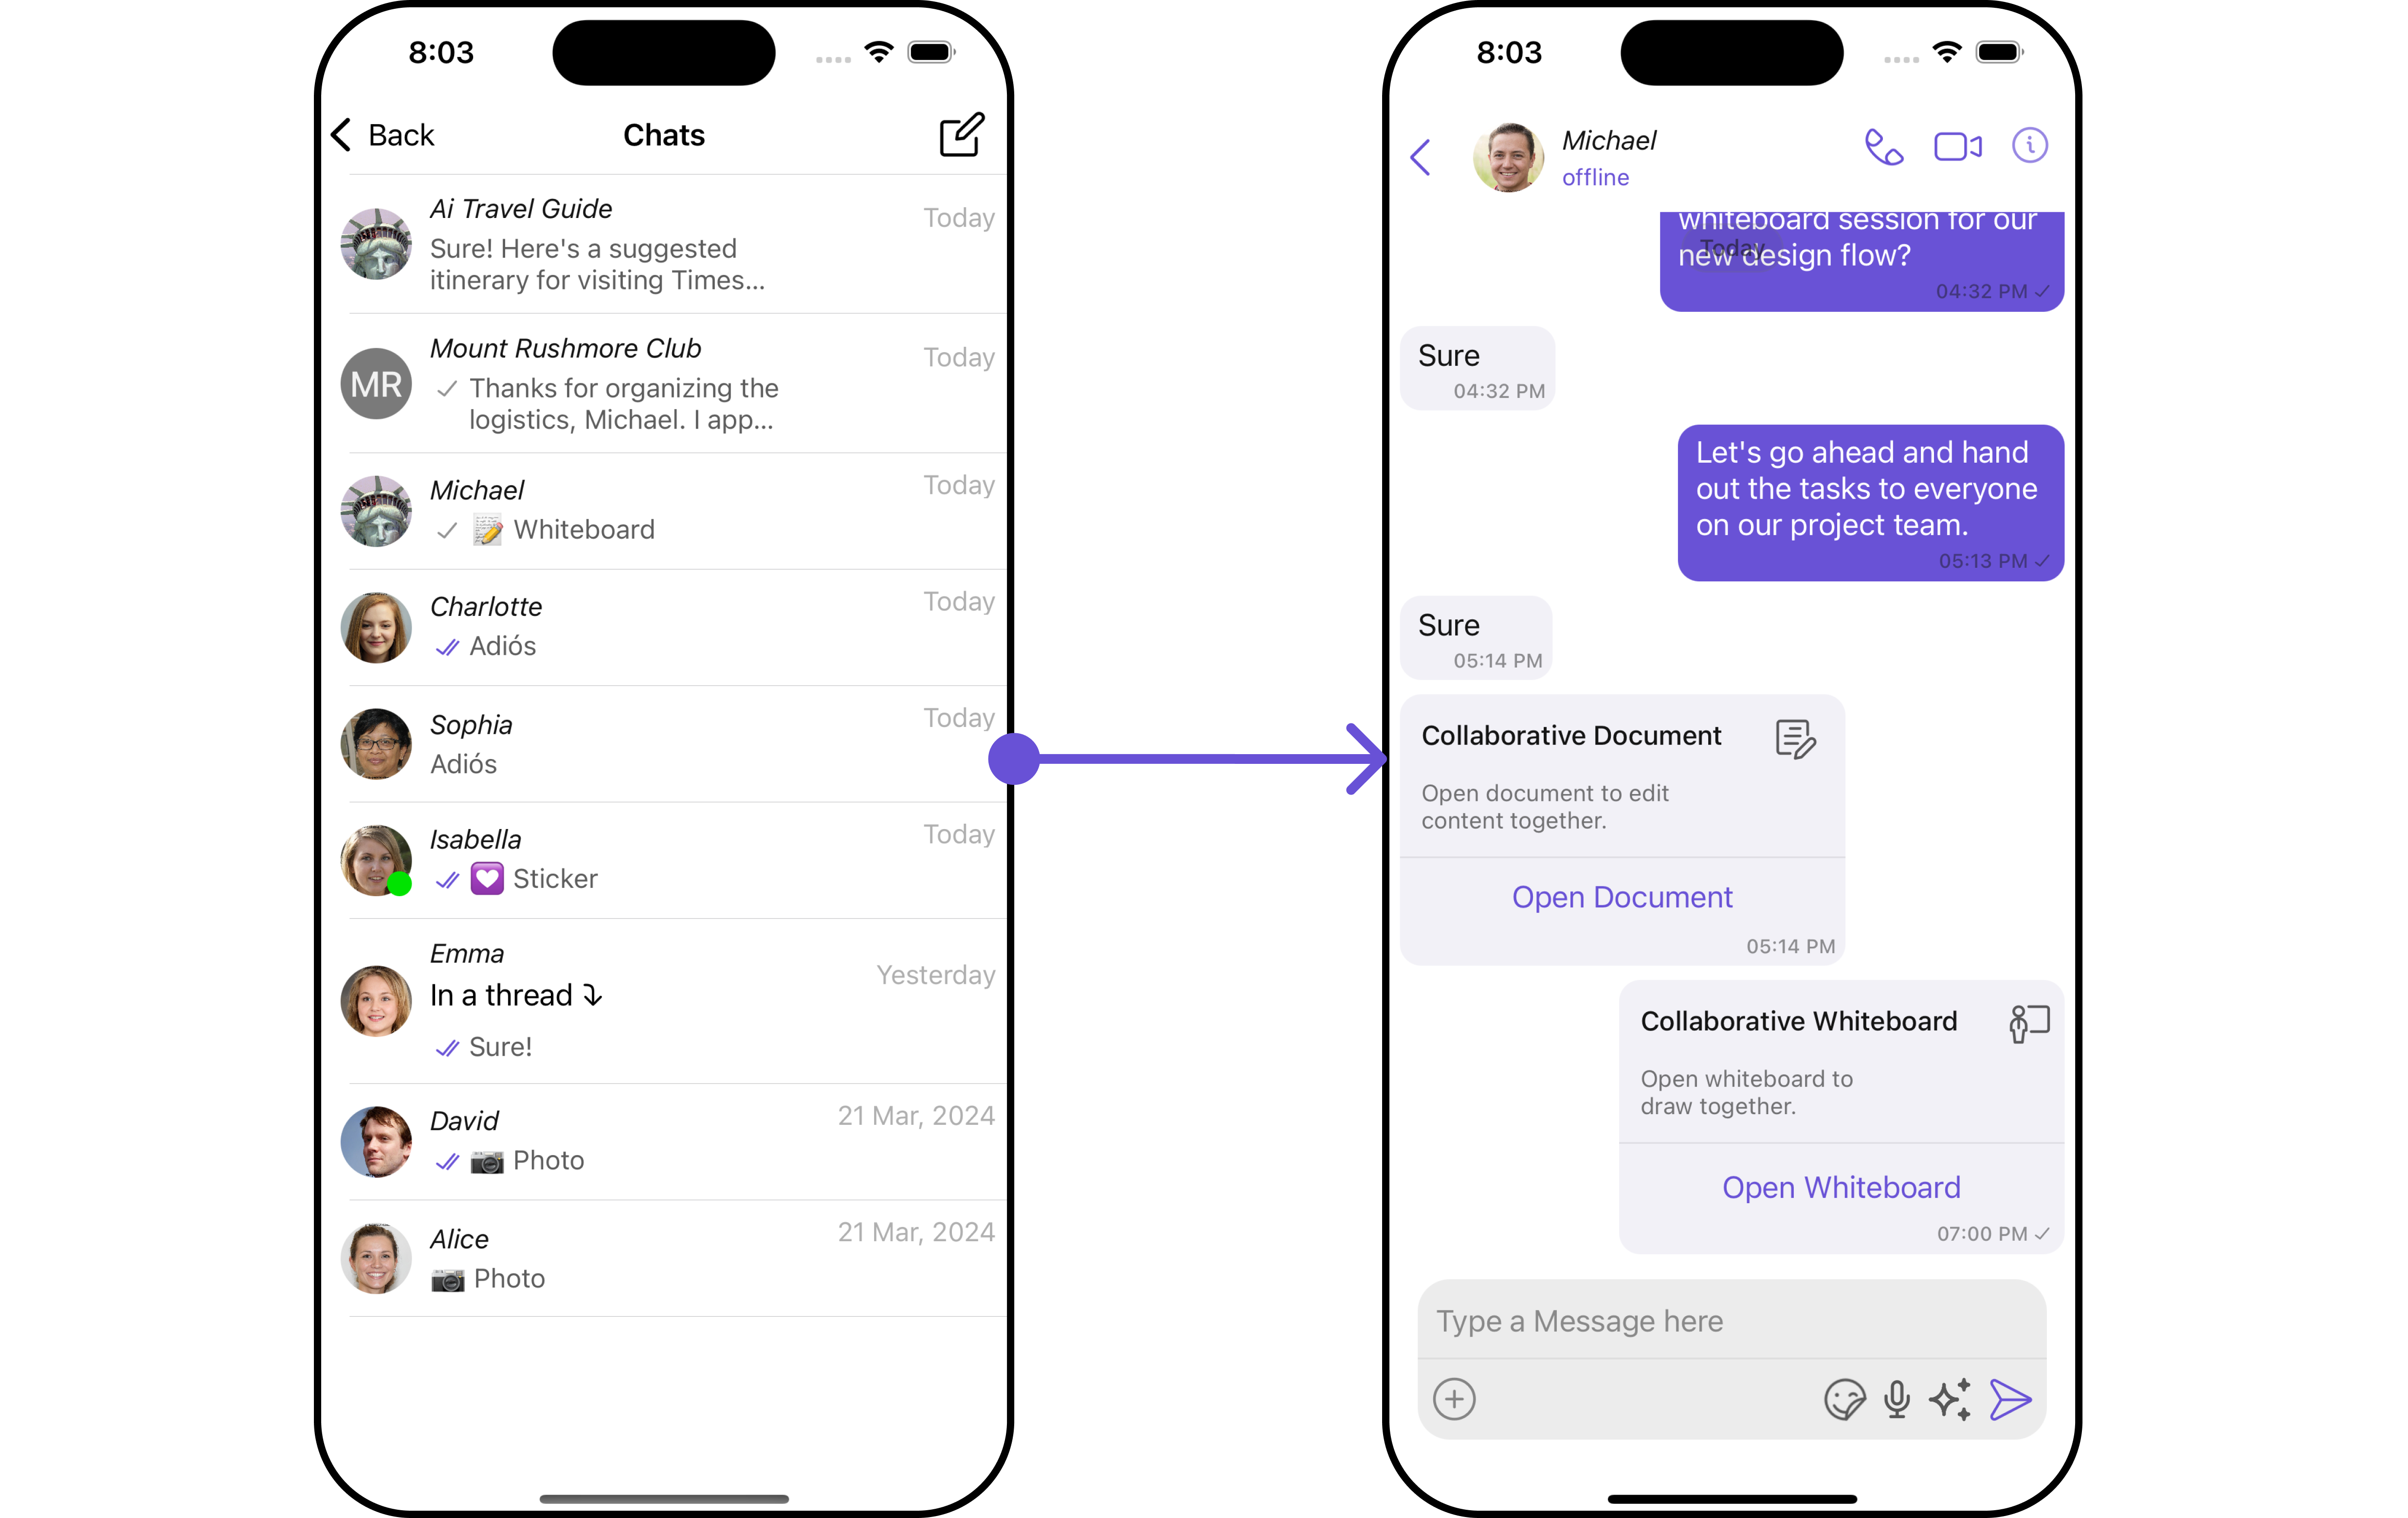 8:03
Back
Chats
Ai Travel Guide
Today
Sure! Here's a suggested
itinerary for visiting Times...
MR
Mount Rushmore Club
Today
Thanks for organizing the
logistics, Michael. I app...
Michael
Today
Whiteboard
Charlotte
Today
Adiós
Sophia
Today
Adiós
Isabella
Today
Sticker
Emma
Yesterday
In a thread
Sure!
David
21 Mar, 2024
Photo
Alice
21 Mar, 2024
Photo
8:03
Michael
offline
whiteboard session for our
Today
new design flow?
04:32 PM
Sure
04:32 PM
Let's go ahead and hand
out the tasks to everyone
on our project team.
05:13 PM
Sure
05:14 PM
Collaborative Document
Open document to edit
content together.
Open Document
05:14 PM
Collaborative Whiteboard
Open whiteboard to
draw together.
Open Whiteboard
07:00 PM
Type a Message here